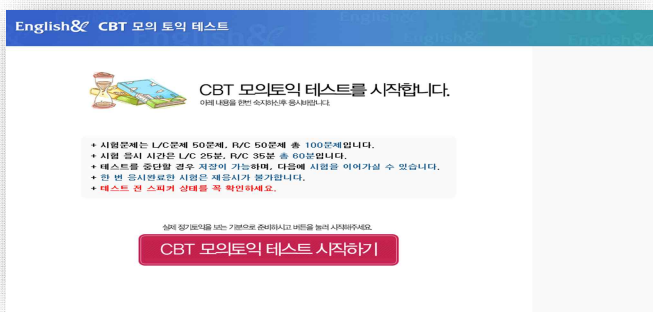 English& CBT 모의 토익 테스트
CBT 모의토익 테스트를 시작합니다.
아래 내용을 한번 숙지하신후 응시바랍니다.
+ 시험문제는 L/C문제 50문제, R/C 50문제 총 100문제입니다.
+ 시험 응시 시간은 L/C 25분, R/C 35분 총 60분입니다.
+ 테스트를 중단할 경우 저장이 가능하며, 다음에 시험을 이어가실 수 있습니다.
+ 한 번 응시완료한 시험은 재응시가 불가합니다.
+ 테스트 전 스피커 상태를 꼭 확인하세요.
실제 정기토익을 보는 기분으로 준비하시고 버튼을 눌러 시작해주세요.
CBT 모의토익 테스트 시작하기